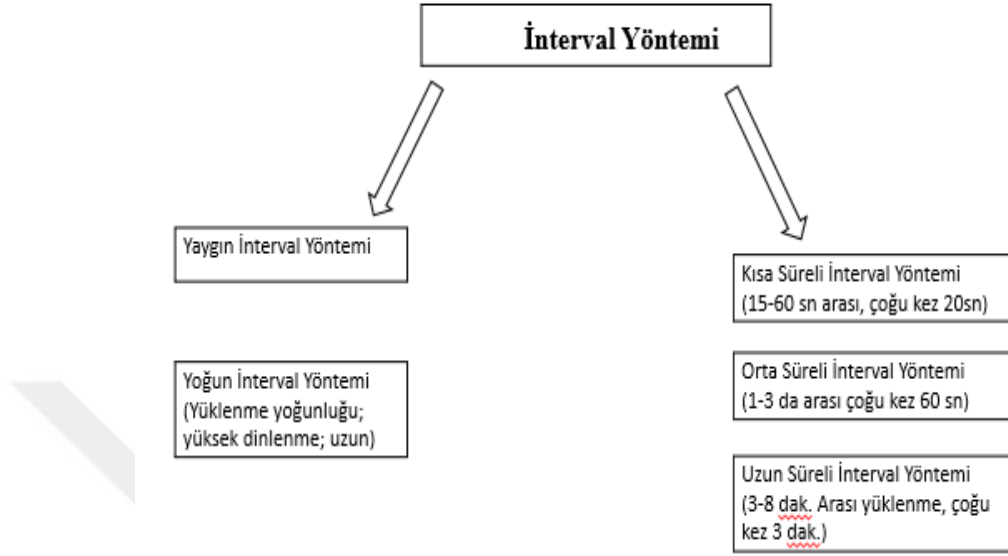 İnterval Yöntemi
Yaygın İnterval Yöntemi
Yoğun İnterval Yöntemi
(Yüklenme yoğunluğu;
yüksek dinlenme; uzun)
Kısa Süreli İnterval Yöntemi
(15-60 sn arası, çoğu kez 20sn)
Orta Süreli İnterval Yöntemi
(1-3 da arası çoğu kez 60 sn)
Uzun Süreli İnterval Yöntemi
(3-8 dak. Arası yüklenme, çoğu
kez 3 dak.)